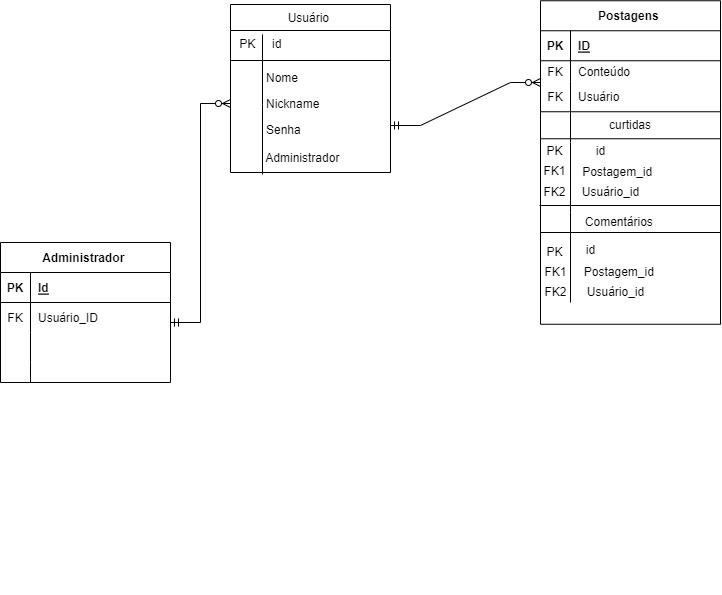 Usuário
PK id
Nome
Nickname
Senha
Administrador
Postagens
PK ID
FK Conteúdo
FK Usuário
curtidas
PK id
FK1 Postagem_id
FK2 Usuário_id
Comentários
PK id
FK1 Postagem_id
FK2 Usuário_id
Administrador
PK Id
FK Usuário_ID